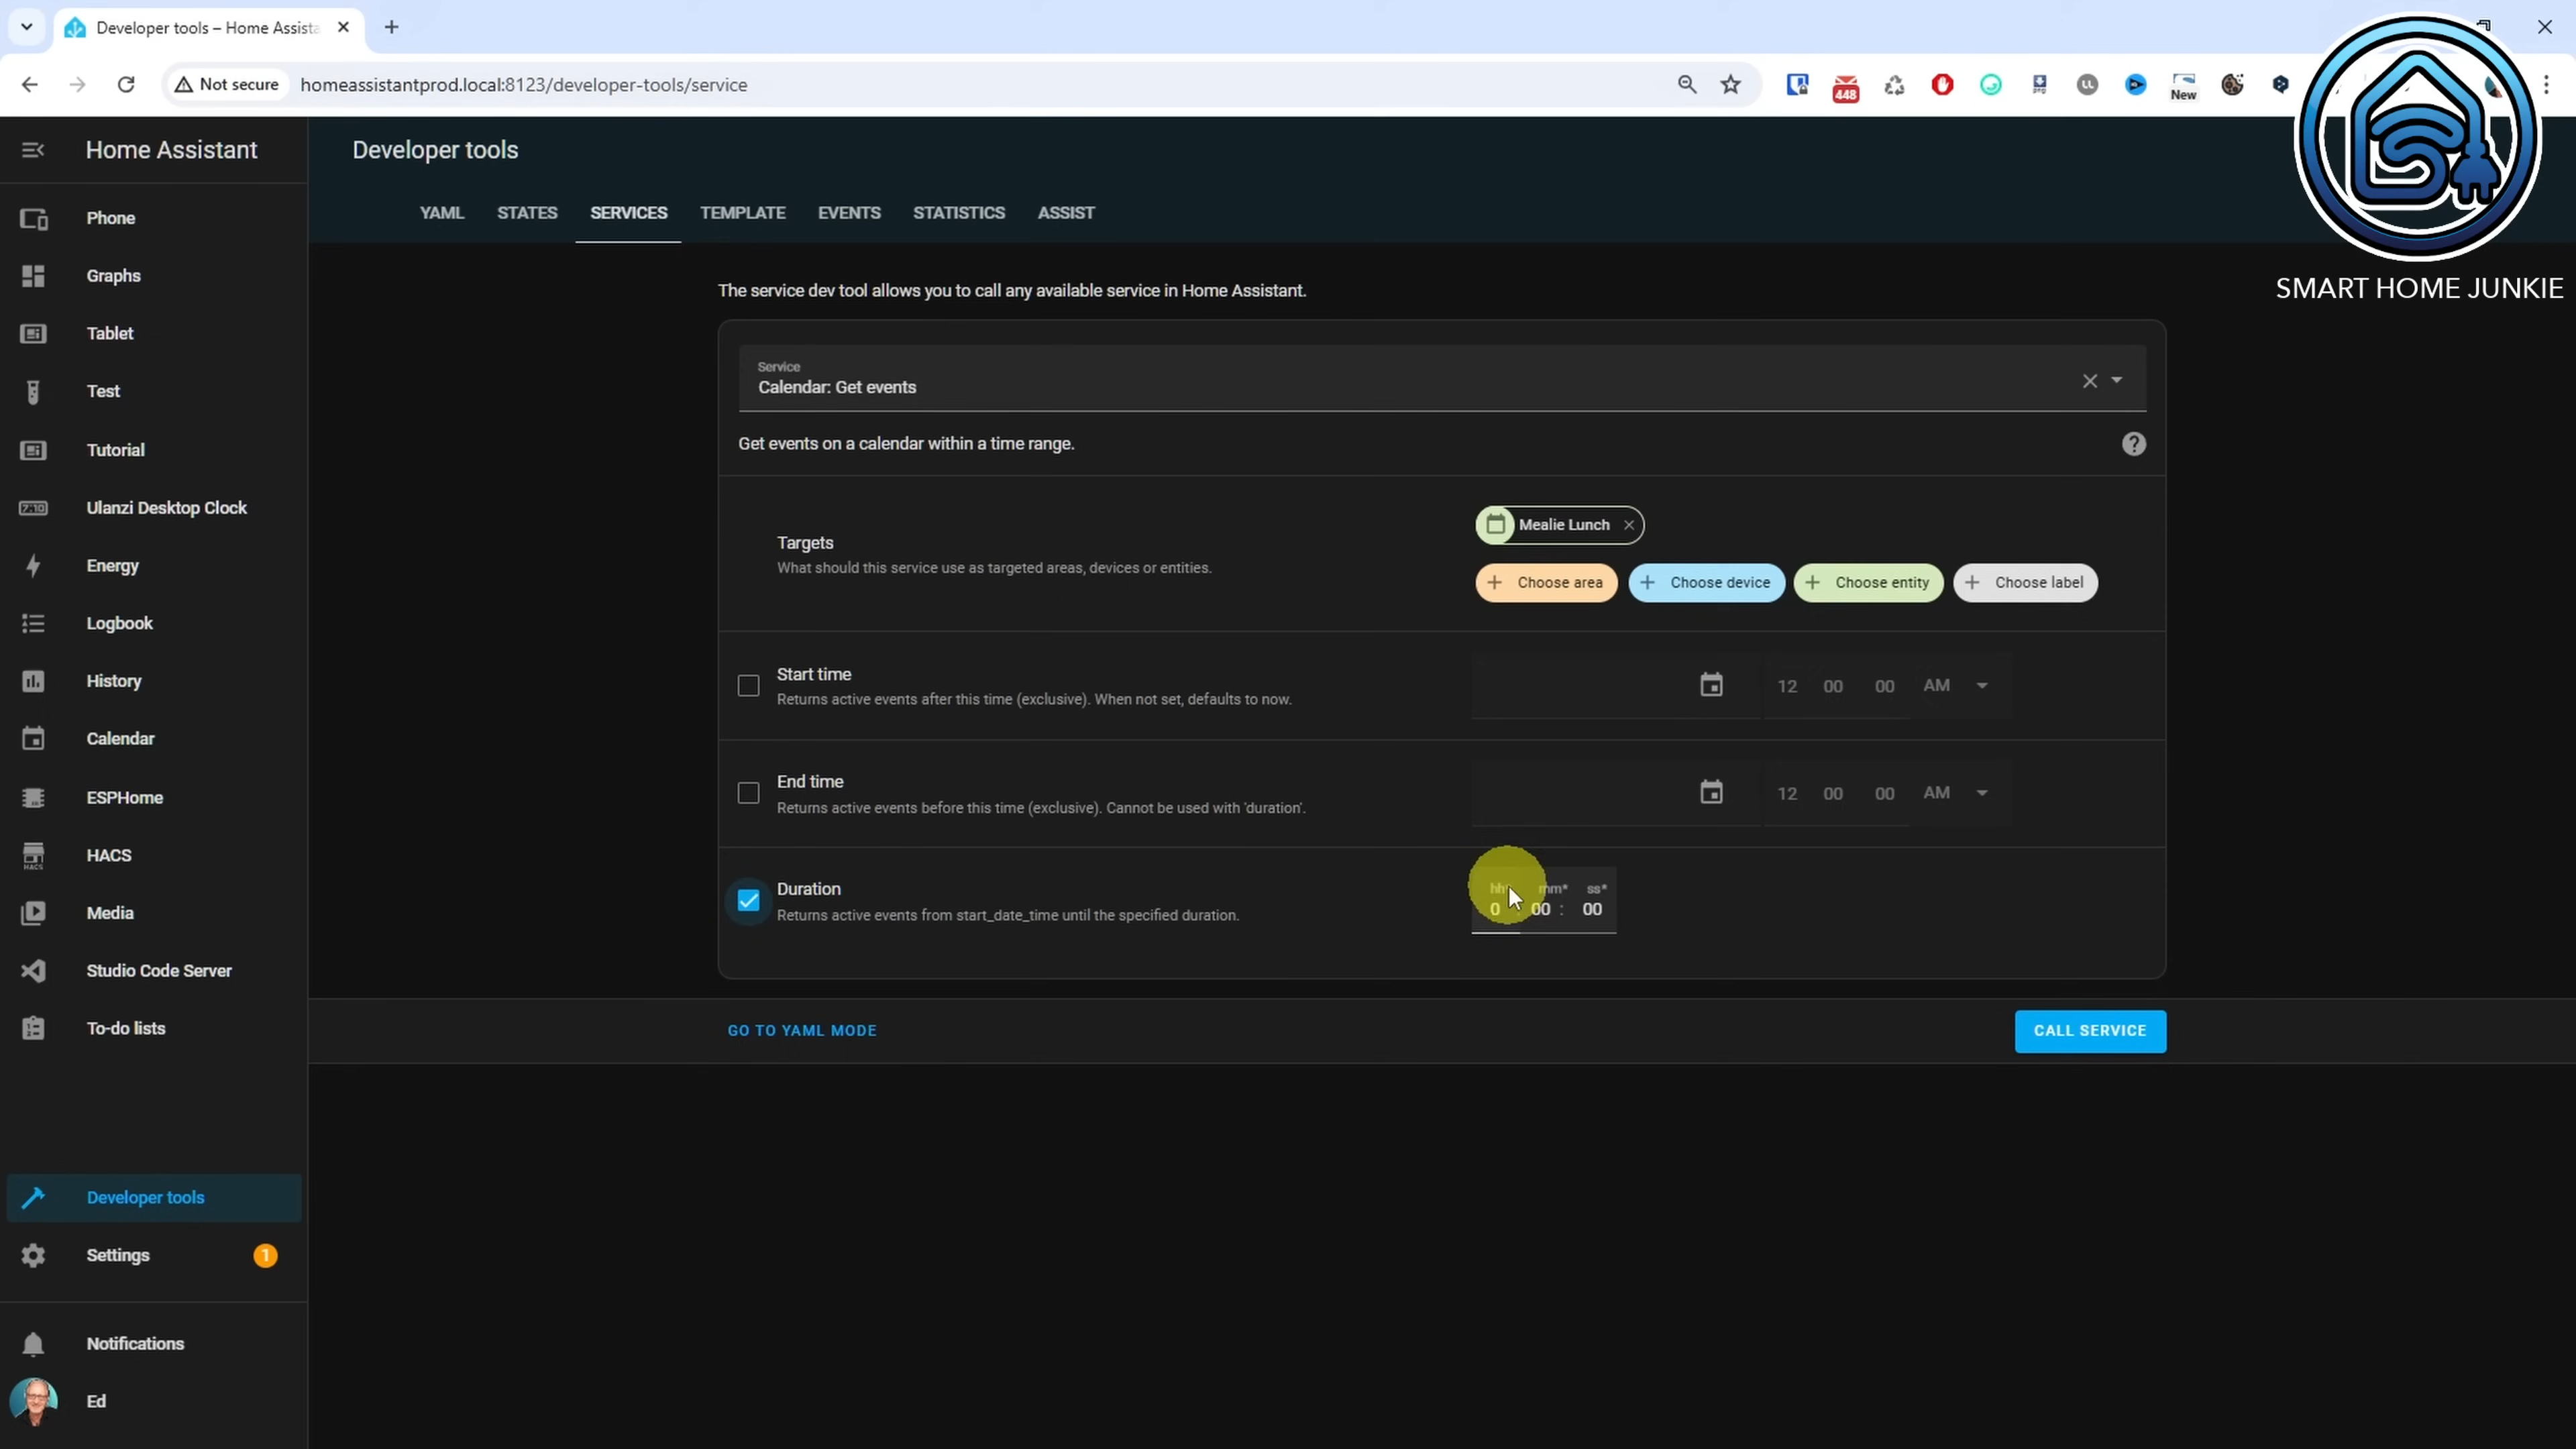 Developer tools – Home Assista
Not secure
homeassistantprod.local:8123/developer-tools/service
448
New
Home Assistant
Developer tools
YAML
STATES
SERVICES
TEMPLATE
EVENTS
STATISTICS
ASSIST
SMART HOME JUNKIE
Phone
Graphs
Tablet
Test
Tutorial
7:10
Ulanzi Desktop Clock
Energy
Logbook
History
Calendar
ESPHome
HACS
HACS
Media
Studio Code Server
To-do lists
Developer tools
Settings
1
Notifications
Ed
The service dev tool allows you to call any available service in Home Assistant.
Service
Calendar: Get events
Get events on a calendar within a time range.
Targets
What should this service use as targeted areas, devices or entities.
Mealie Lunch
Choose area
Choose device
Choose entity
Choose label
Start time
Returns active events after this time (exclusive). When not set, defaults to now.
12 00 00 AM
End time
Returns active events before this time (exclusive). Cannot be used with 'duration'.
12 00 00 AM
Duration
Returns active events from start_date_time until the specified duration.
hh mm* ss*
0 : 00 : 00
GO TO YAML MODE
CALL SERVICE